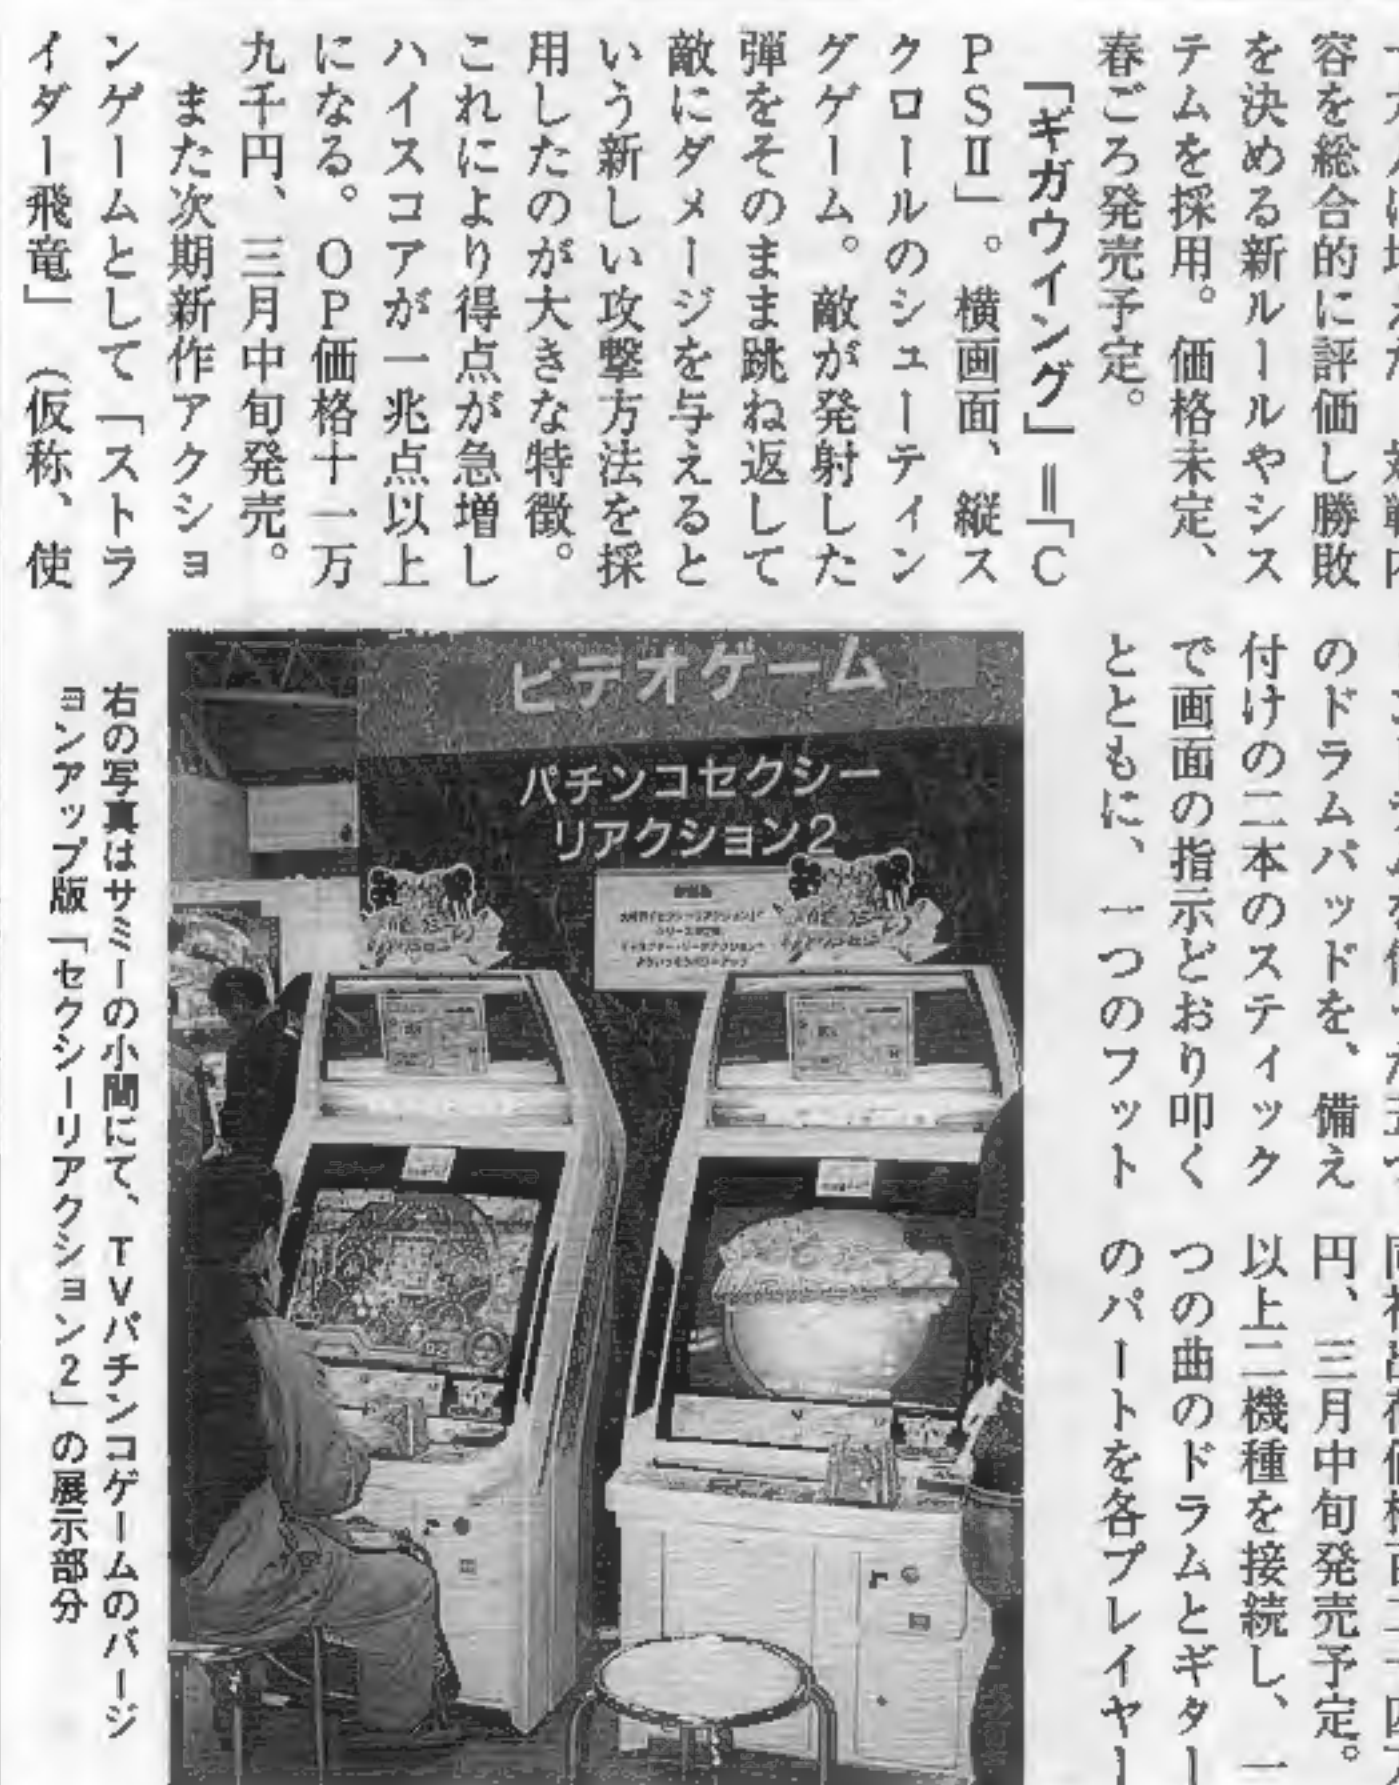 容を総合的に評価し勝敗
を決める新ルールやシス
テムを採用。価格未定、
春ごろ発売予定。
「ギガウイング」＝「C
PSⅡ」。横画面、縦ス
クロールのシューティン
グゲーム。敵が発射した
弾をそのまま跳ね返して
敵にダメージを与えると
いう新しい攻撃方法を採
用したのが大きな特徴。
これにより得点が急増し
ハイスコアが一兆点以上
になる。OP価格十一万
九千円、三月中旬発売。
また次期新作アクショ
ンゲームとして「ストラ
イダー飛竜」（仮称、使
のドラムパッドを、備え
付けの二本のスティック
で画面の指示どおり叩く
とともに、一つのフット
円、三月中旬発売予定。
以上二機種を接続し、一
つの曲のドラムとギター
のパートを各プレイヤー
ビデオゲーム
パチンコセクシー
リアクション2
右の写真はサミーの小間にて、TVパチンコゲームのバージ
ョンアップ版「セクシーリアクション2」の展示部分